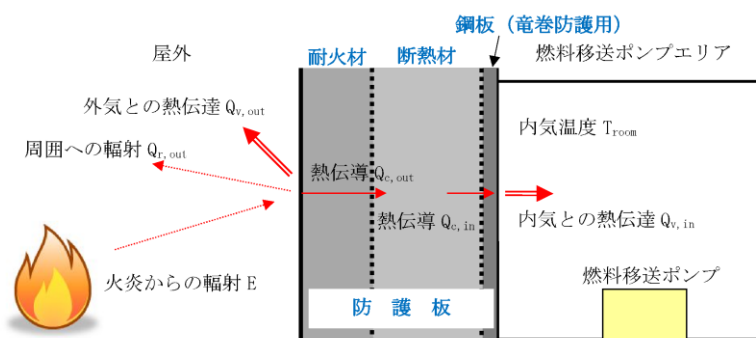 鋼板（竜巻防護用）
屋外
耐火材
断熱材
燃料移送ポンプエリア
外気との熱伝達 Qv,out
周囲への輻射 Qr,out
内気温度 Troom
熱伝導 Qc,out
熱伝導 Qc,in
内気との熱伝達 Qv,in
火炎からの輻射 E
燃料移送ポンプ
防 護 板